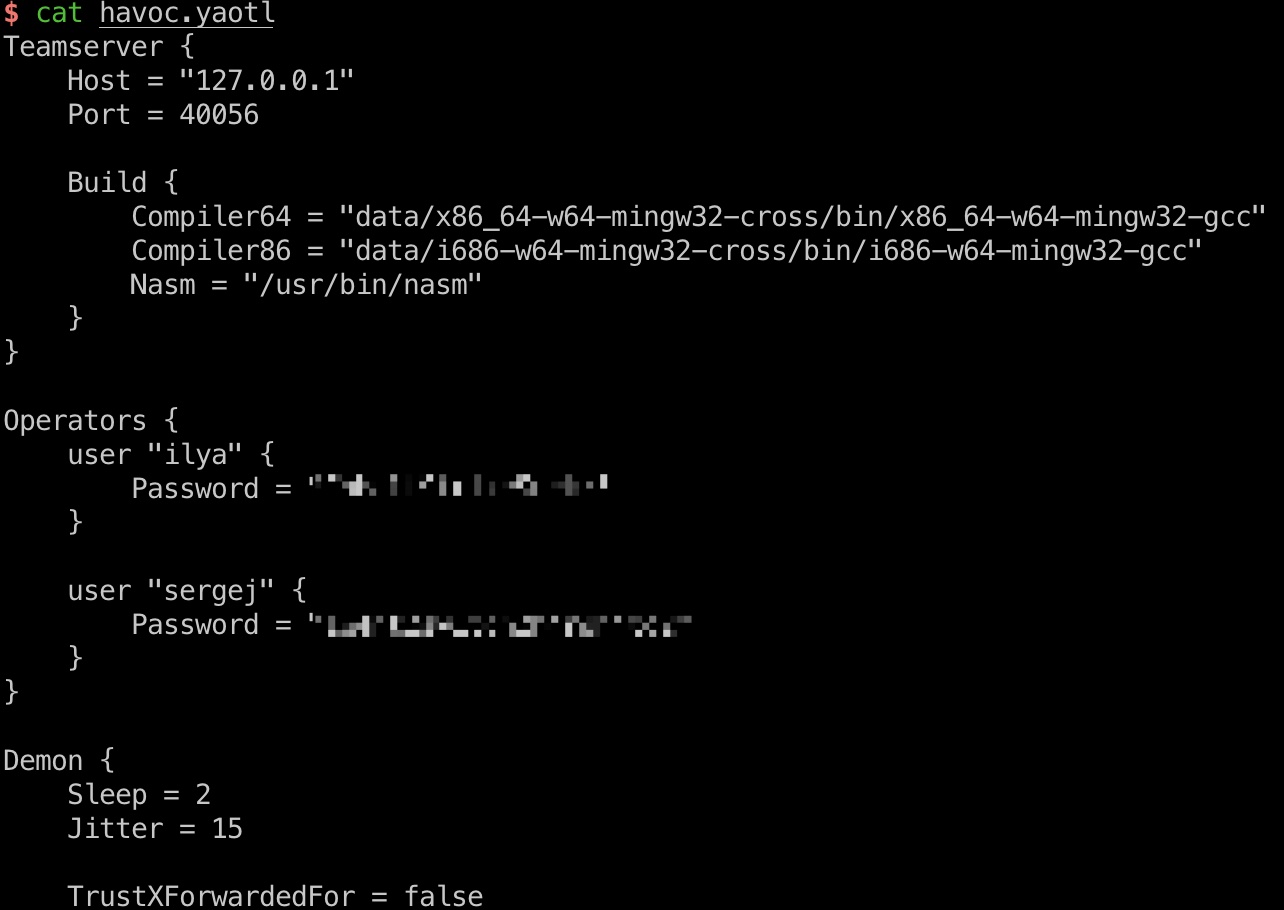 $ cat havoc.yaotl
Teamserver {
    Host = "127.0.0.1"
    Port = 40056

    Build {
        Compiler64 = "data/x86_64-w64-mingw32-cross/bin/x86_64-w64-mingw32-gcc"
        Compiler86 = "data/i686-w64-mingw32-cross/bin/i686-w64-mingw32-gcc"
        Nasm = "/usr/bin/nasm"
    }
}

Operators {
    user "ilya" {
        Password = "
    }

    user "sergej" {
        Password = "
    }
}

Demon {
    Sleep = 2
    Jitter = 15

    TrustXForwardedFor = false